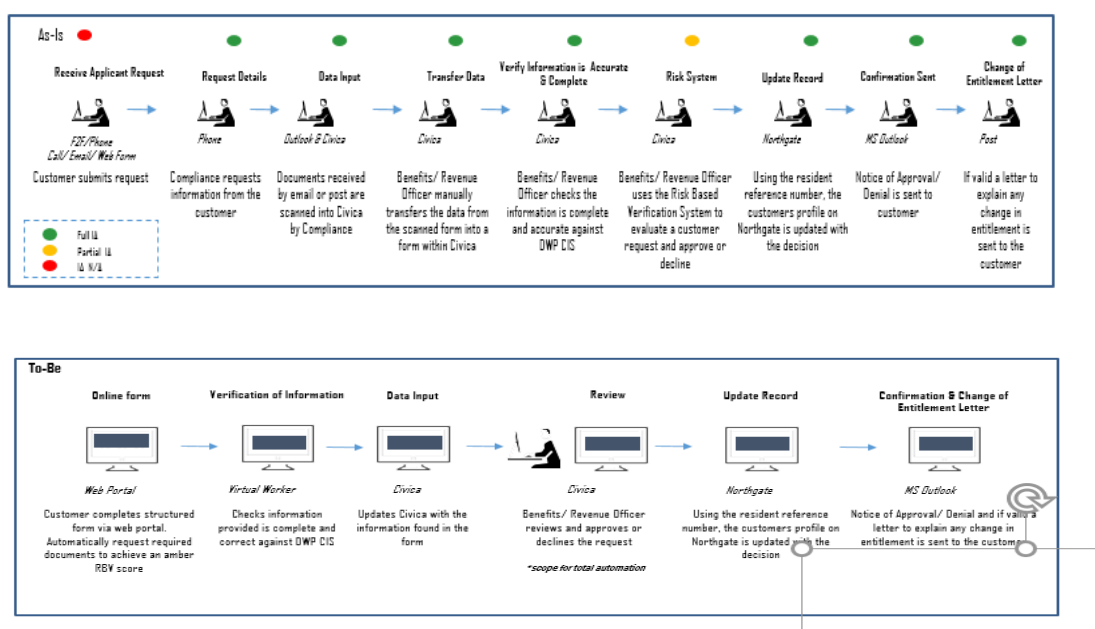 As-Is
Receive Applicant Request
Request Details
Data Input
Transfer Data
Verify Information is Accurate
& Complete
Risk System
Update Record
Confirmation Sent
Change of
Entitlement Letter
F2F/Phone
Call/ Email/ Web Form
Phone
Outlook & Civica
Civica
Civica
Civica
Northgate
MS Outlook
Post
Customer submits request
Compliance requests
information from the
customer
Documents received
by email or post are
scanned into Civica
by Compliance
Benefits/ Revenue
Officer manually
transfers the data from
the scanned form into a
form within Civica
Benefits/ Revenue
Officer checks the
information is complete
and accurate against
DWP CIS
Benefits/ Revenue Officer
uses the Risk Based
Verification System to
evaluate a customer
request and approve or
decline
Using the resident
reference number, the
customers profile on
Northgate is updated with
the decision
Notice of Approval/
Denial is sent to
customer
If valid a letter to
explain any
change in
entitlement is
sent to the
customer
Full IA
Partial IA
IA N/A
To-Be
Online form
Verification of Information
Data Input
Review
Update Record
Confirmation & Change of
Entitlement Letter
Web Portal
Virtual Worker
Civica
Civica
Northgate
MS Outlook
Customer completes structured
form via web portal.
Automatically request required
documents to achieve an amber
RBV score
Checks information
provided is complete and
correct against DWP CIS
Updates Civica with the
information found in the
form
Benefits/ Revenue Officer
reviews and approves or
declines the request
*scope for total automation
Using the resident reference
number, the customers profile on
Northgate is updated with the
decision
Notice of Approval/ Denial and if valid a
letter to explain any change in
entitlement is sent to the custome